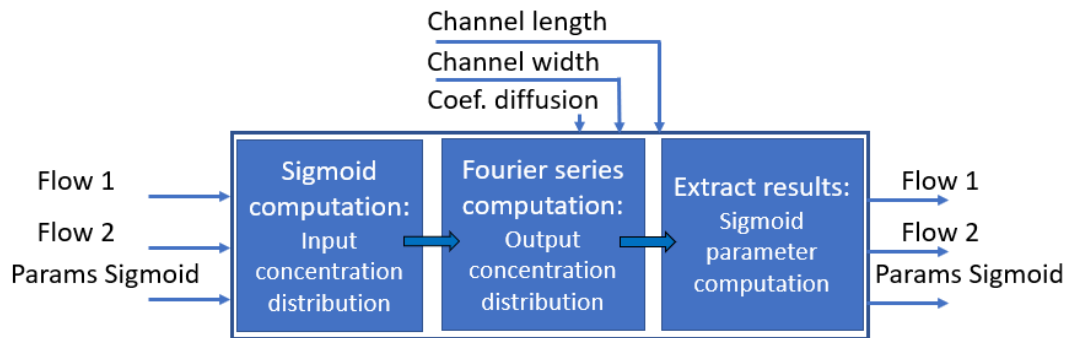 Channel length
Channel width
Coef. diffusion
Flow 1
Flow 2
Params Sigmoid
Sigmoid
computation:
Input
concentration
distribution
Fourier series
computation:
Output
concentration
distribution
Extract results:
Sigmoid
parameter
computation
Flow 1
Flow 2
Params Sigmoid